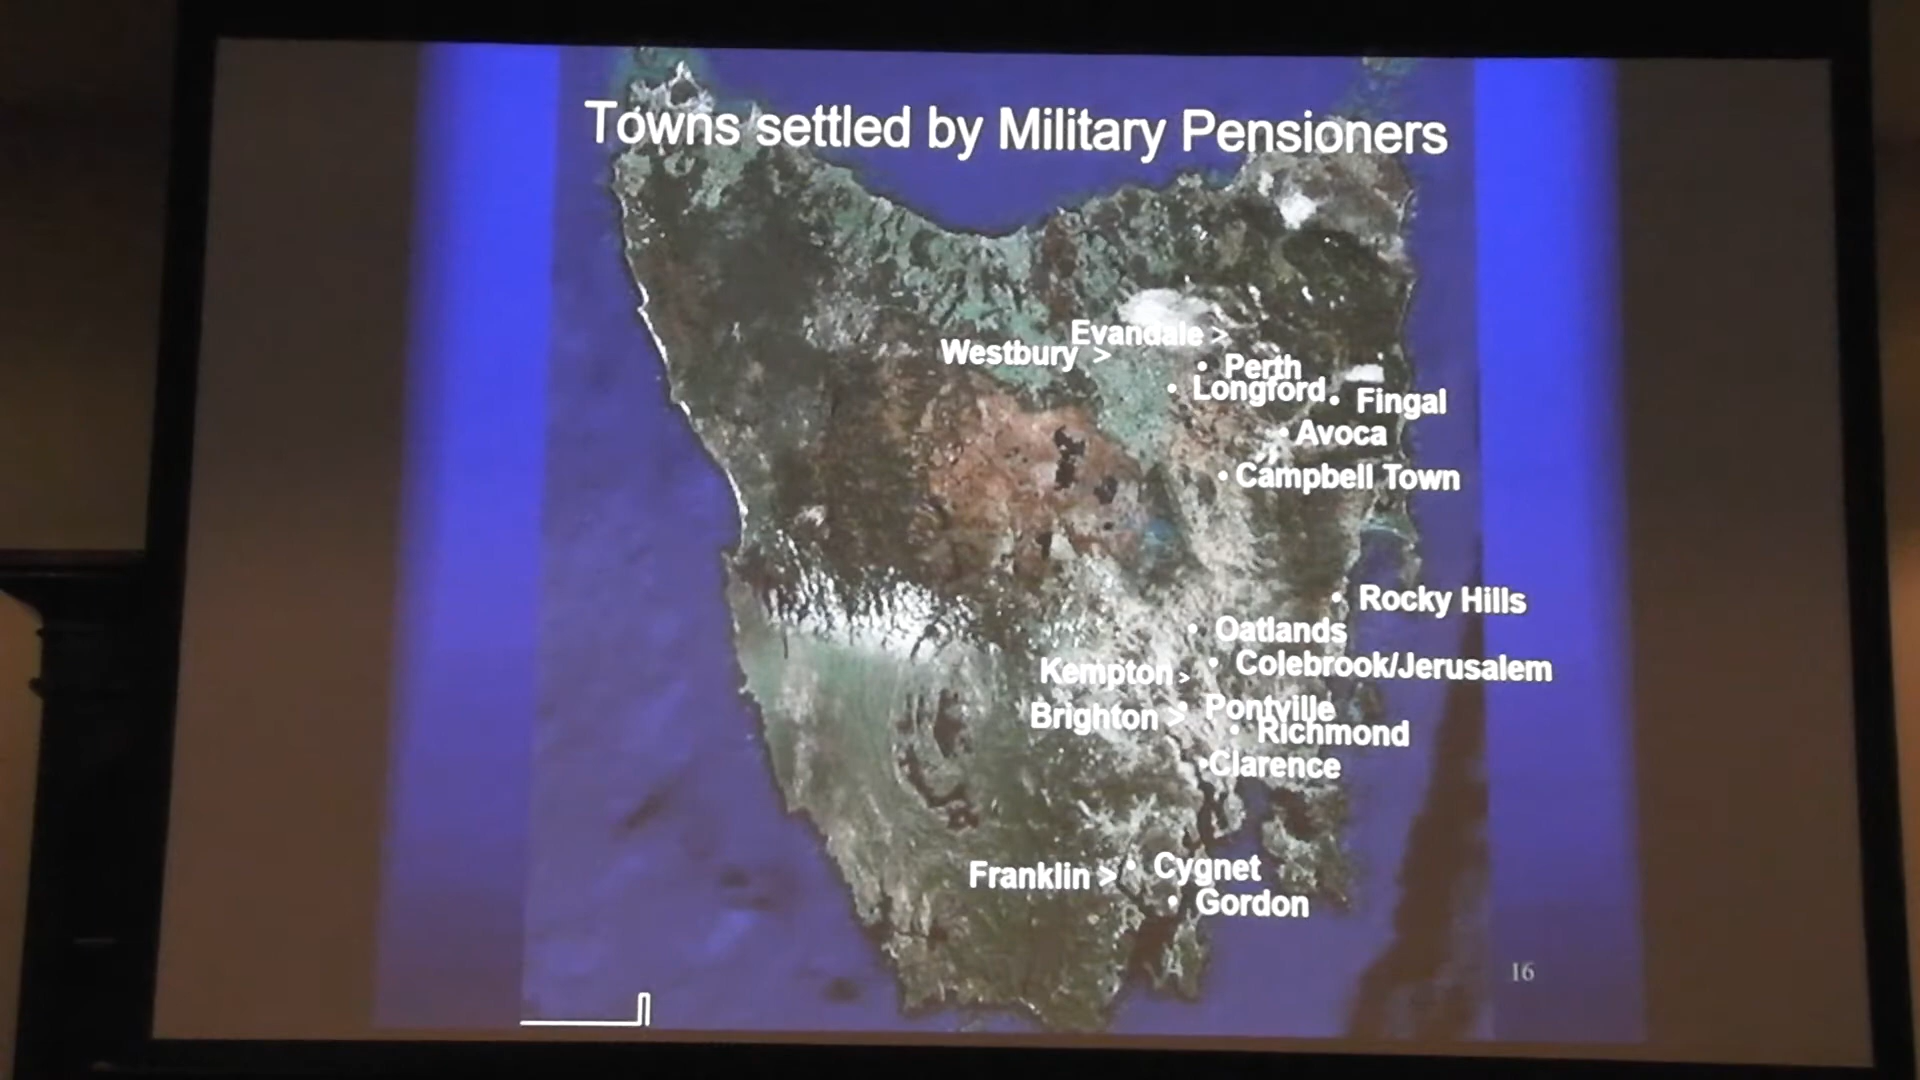 Towns settled by Military Pensioners
Evandale >
Westbury >
• Perth
• Longford
• Fingal
• Avoca
• Campbell Town
• Rocky Hills
• Oatlands
• Colebrook/Jerusalem
Kempton >
• Pontville
Brighton >
• Richmond
•Clarence
Franklin >
• Cygnet
• Gordon
16